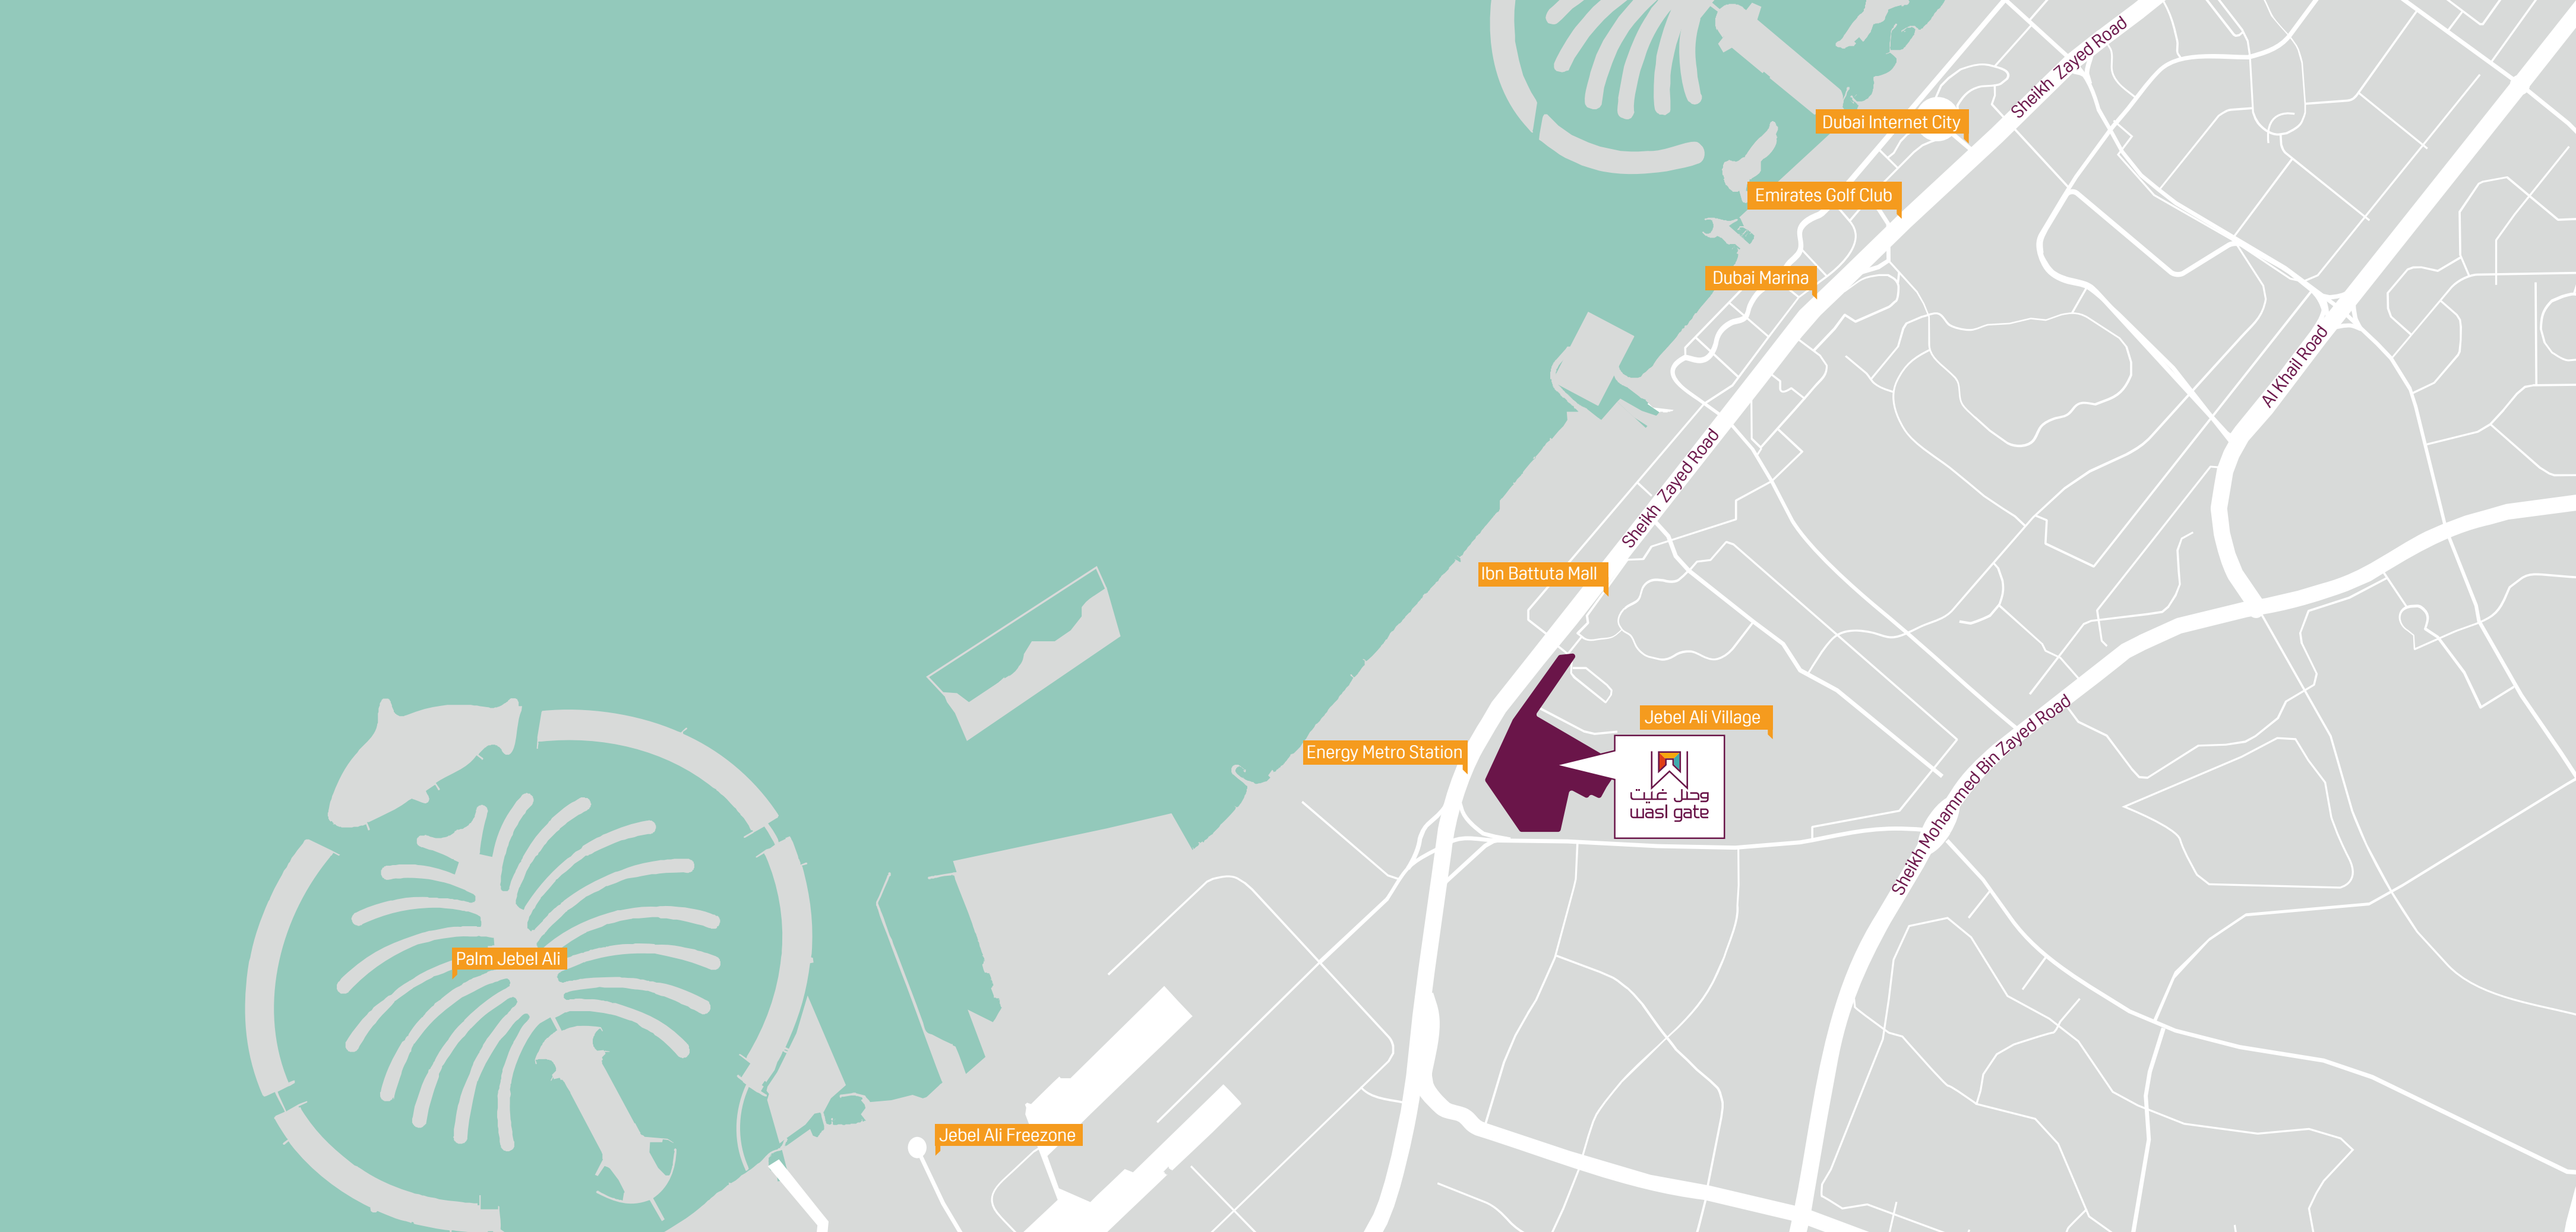 Sheikh Zayed Road
Dubai Internet City
Emirates Golf Club
Dubai Marina
Al Khail Road
Sheikh Zayed Road
Ibn Battuta Mall
Jebel Ali Village
Energy Metro Station
وصل غيت
wasl gate
Sheikh Mohammed Bin Zayed Road
Palm Jebel Ali
Jebel Ali Freezone